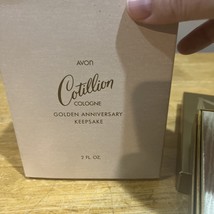 AVON
Cotillion
COLOGNE
GOLDEN ANNIVERSARY
KEEPSAKE
3 FL OZ